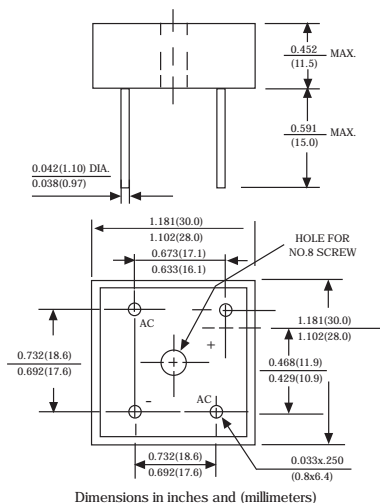 0.452 MAX.
(11.5)
0.591 MAX.
(15.0)
0.042(1.10) DIA.
0.038(0.97)
1.181(30.0)
1.102(28.0)
0.673(17.1)
0.633(16.1)
HOLE FOR
NO.8 SCREW
AC
+
1.181(30.0)
1.102(28.0)
0.732(18.6)
0.692(17.6)
0.468(11.9)
0.429(10.9)
- AC
0.732(18.6)
0.692(17.6)
0.033x.250
(0.8x6.4)
Dimensions in inches and (millimeters)